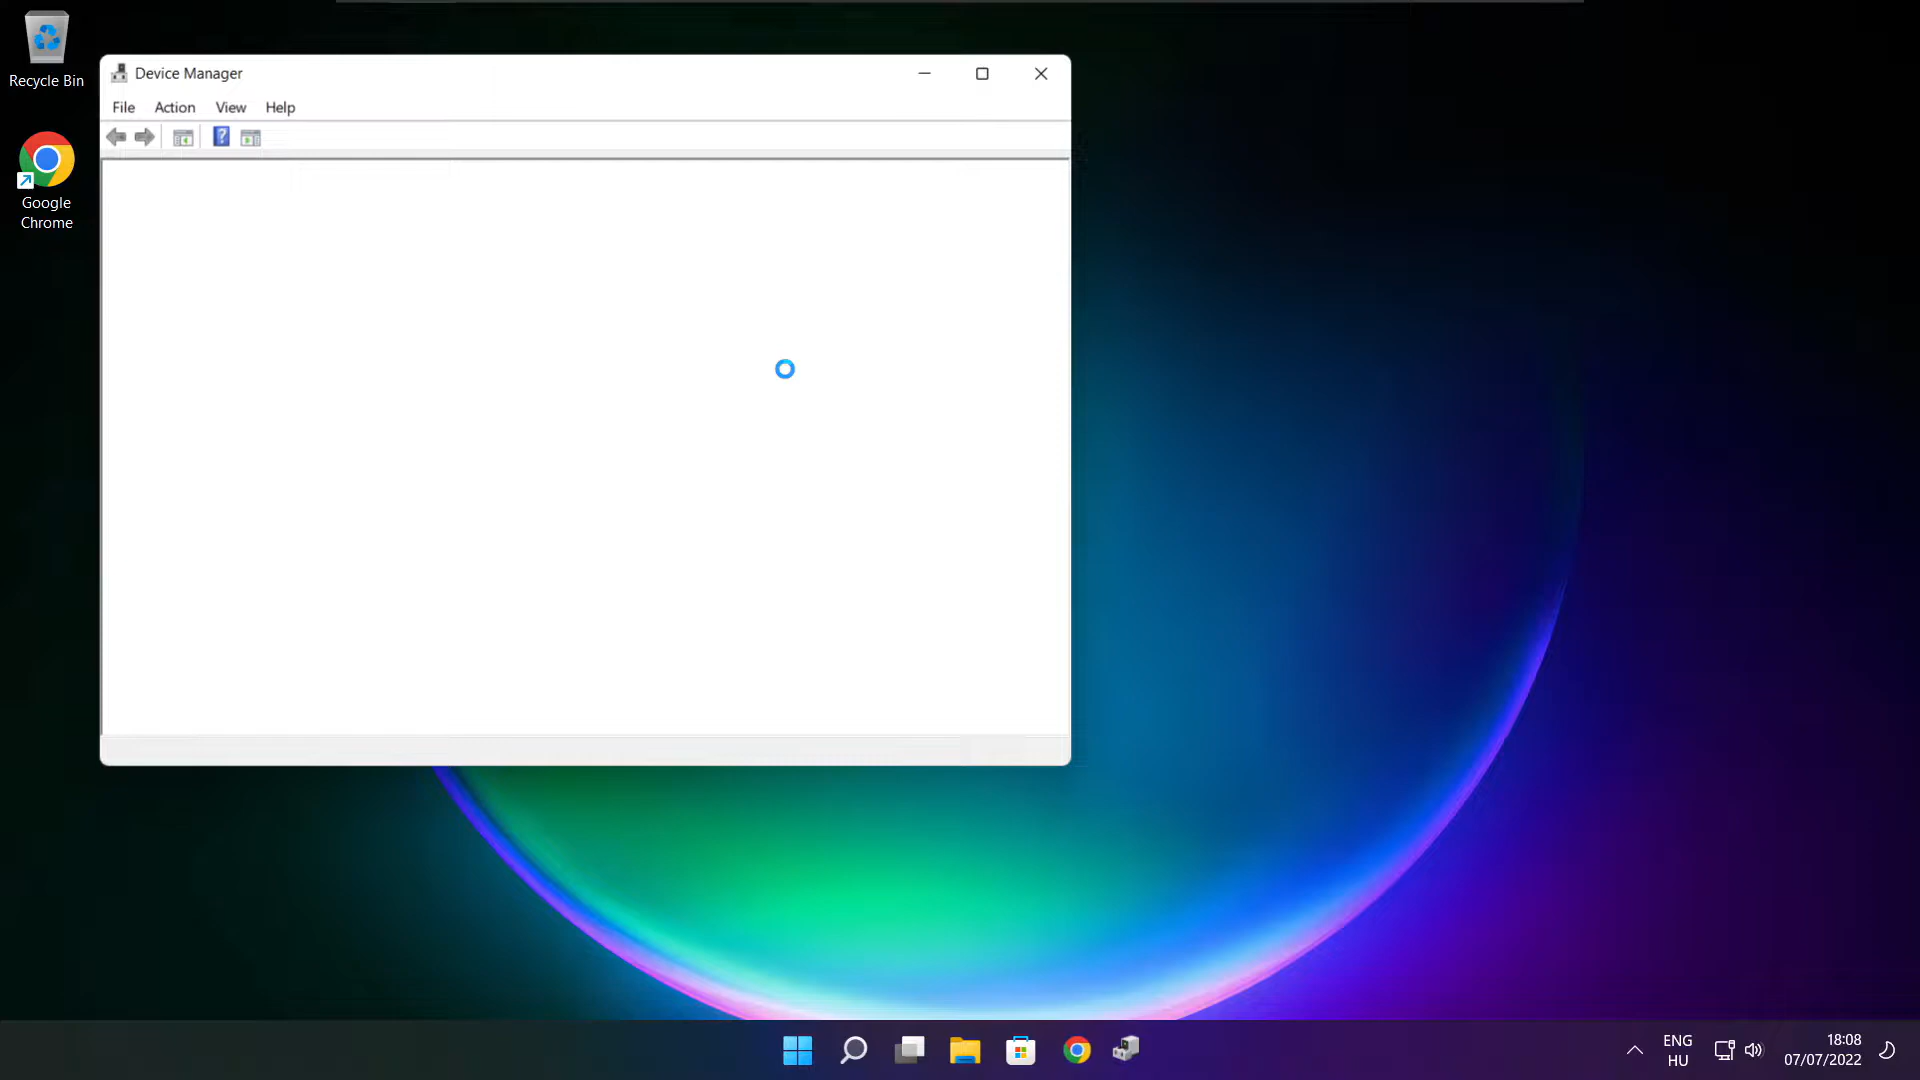 Recycle Bin
Device Manager
File Action View Help
?
Google
Chrome
ENG
HU
18:08
07/07/2022